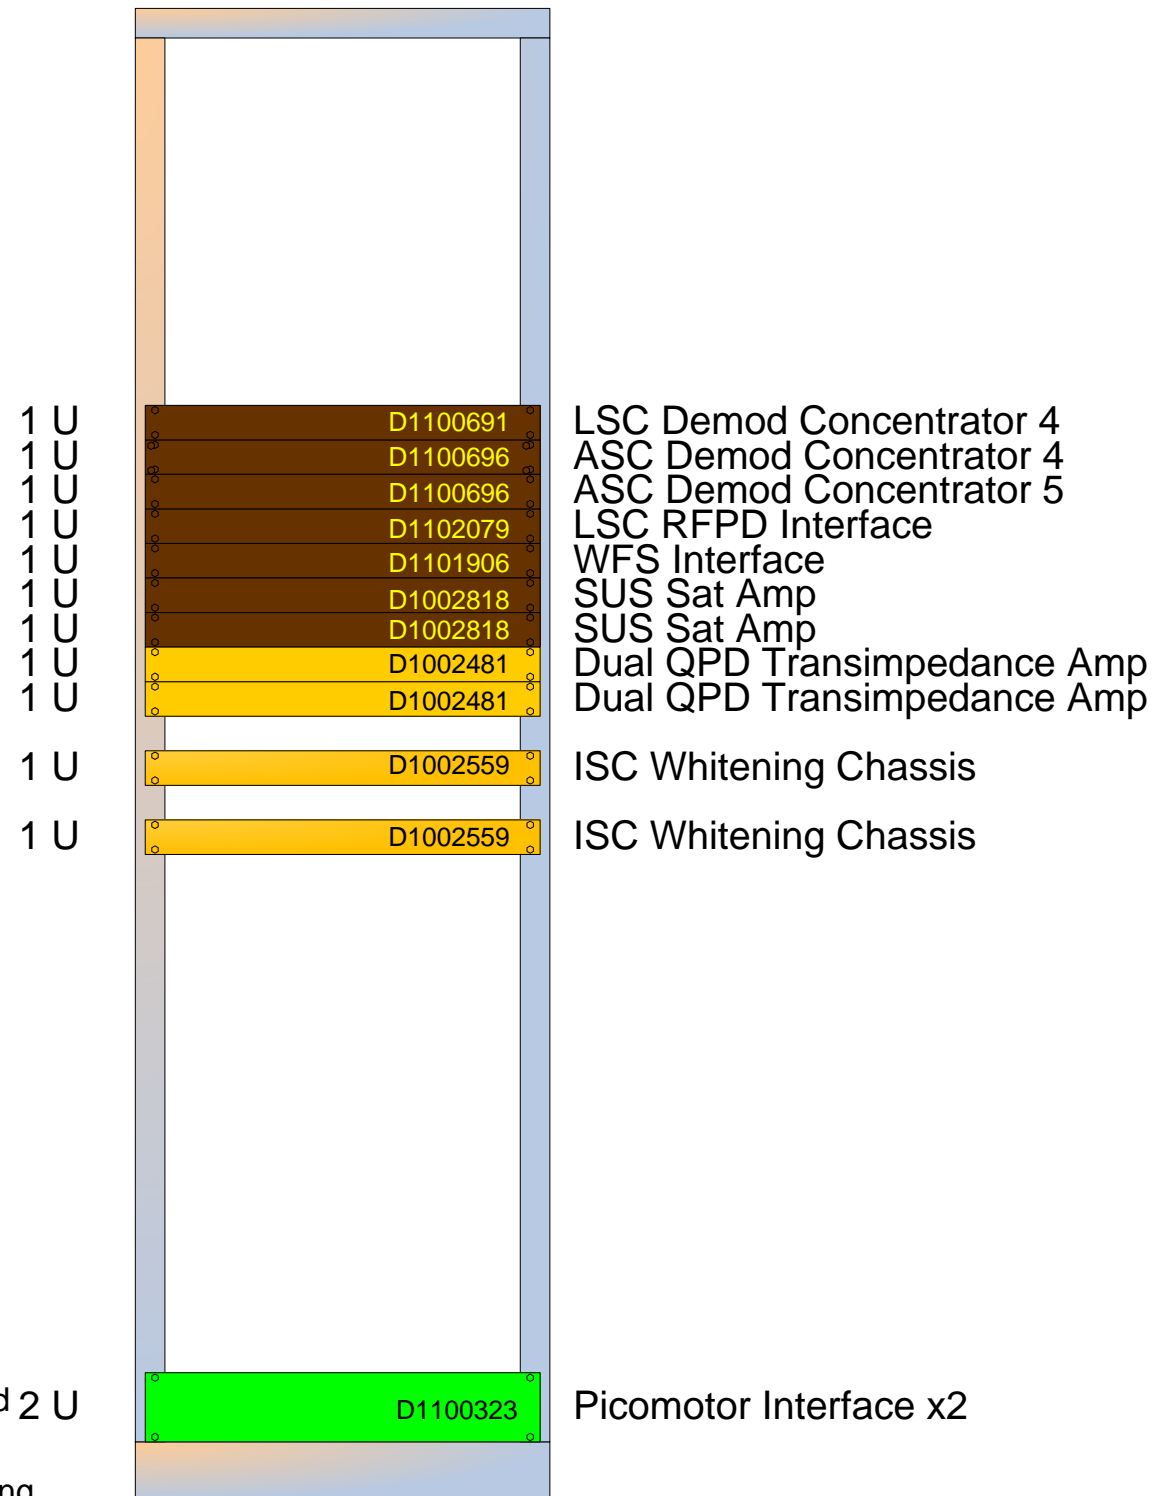 1 U D1100691 LSC Demod Concentrator 4
1 U D1100696 ASC Demod Concentrator 4
1 U D1100696 ASC Demod Concentrator 5
1 U D1102079 LSC RFPD Interface
1 U D1101906 WFS Interface
1 U D1002818 SUS Sat Amp
1 U D1002818 SUS Sat Amp
1 U D1002481 Dual QPD Transimpedance Amp
1 U D1002481 Dual QPD Transimpedance Amp
1 U D1002559 ISC Whitening Chassis
1 U D1002559 ISC Whitening Chassis
2 U D1100323 Picomotor Interface x2